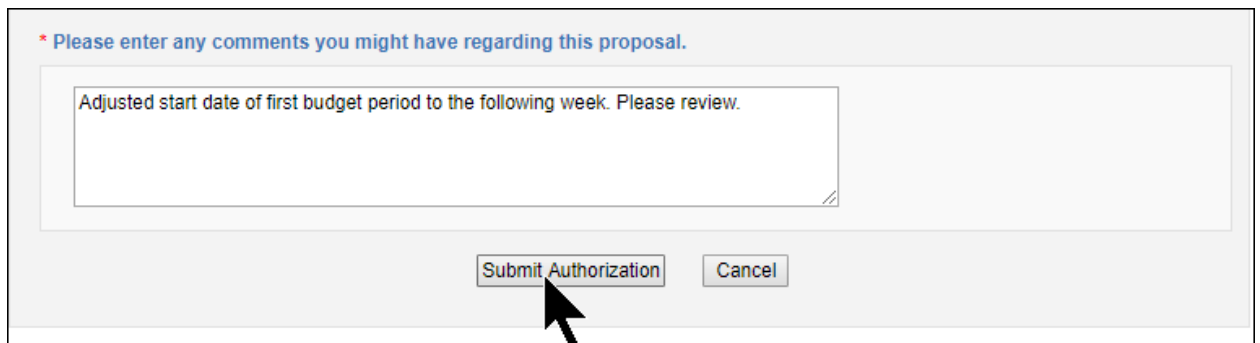 * Please enter any comments you might have regarding this proposal.
Adjusted start date of first budget period to the following week. Please review.
Submit Authorization Cancel